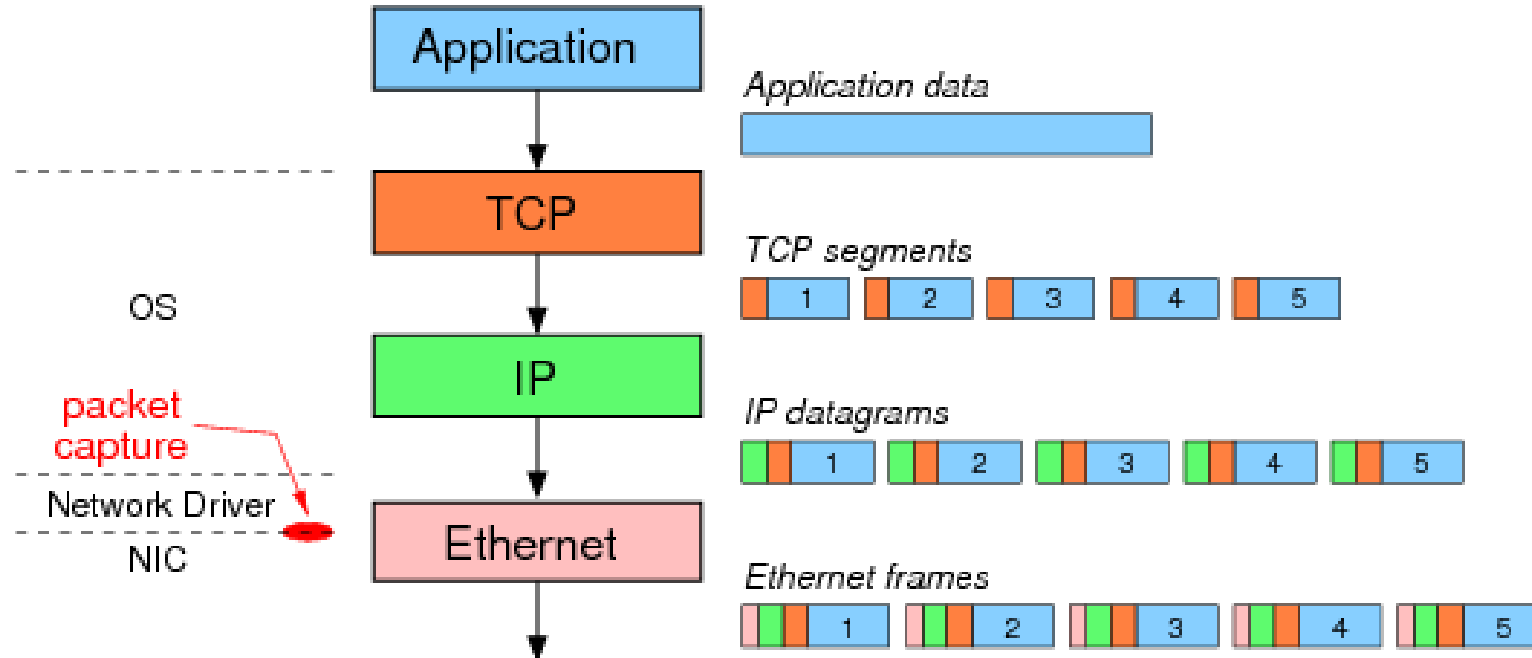 Application
Application data
TCP
TCP segments
1 2 3 4 5
OS
IP
packet
capture
IP datagrams
1 2 3 4 5
Network Driver
NIC
Ethernet
Ethernet frames
1 2 3 4 5